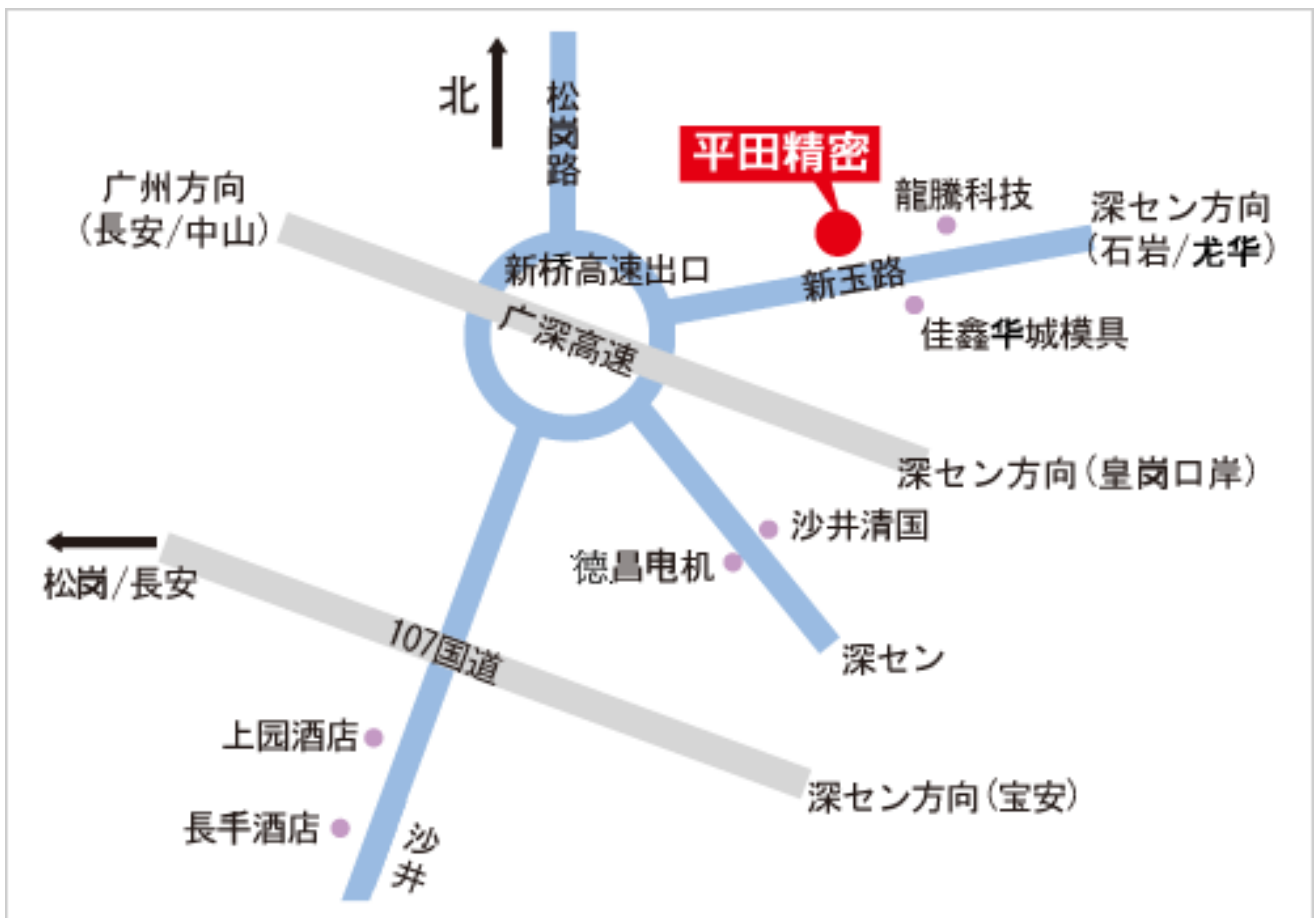 北
松岗路
平田精密
广州方向
(長安/中山)
龍騰科技
深セン方向
(石岩/龙华)
新桥高速出口
新玉路
广深高速
佳鑫华城模具
深セン方向(皇岗口岸)
沙井清国
德昌电机
松岗/長安
107国道
深セン
上园酒店
深セン方向(宝安)
長手酒店
沙井